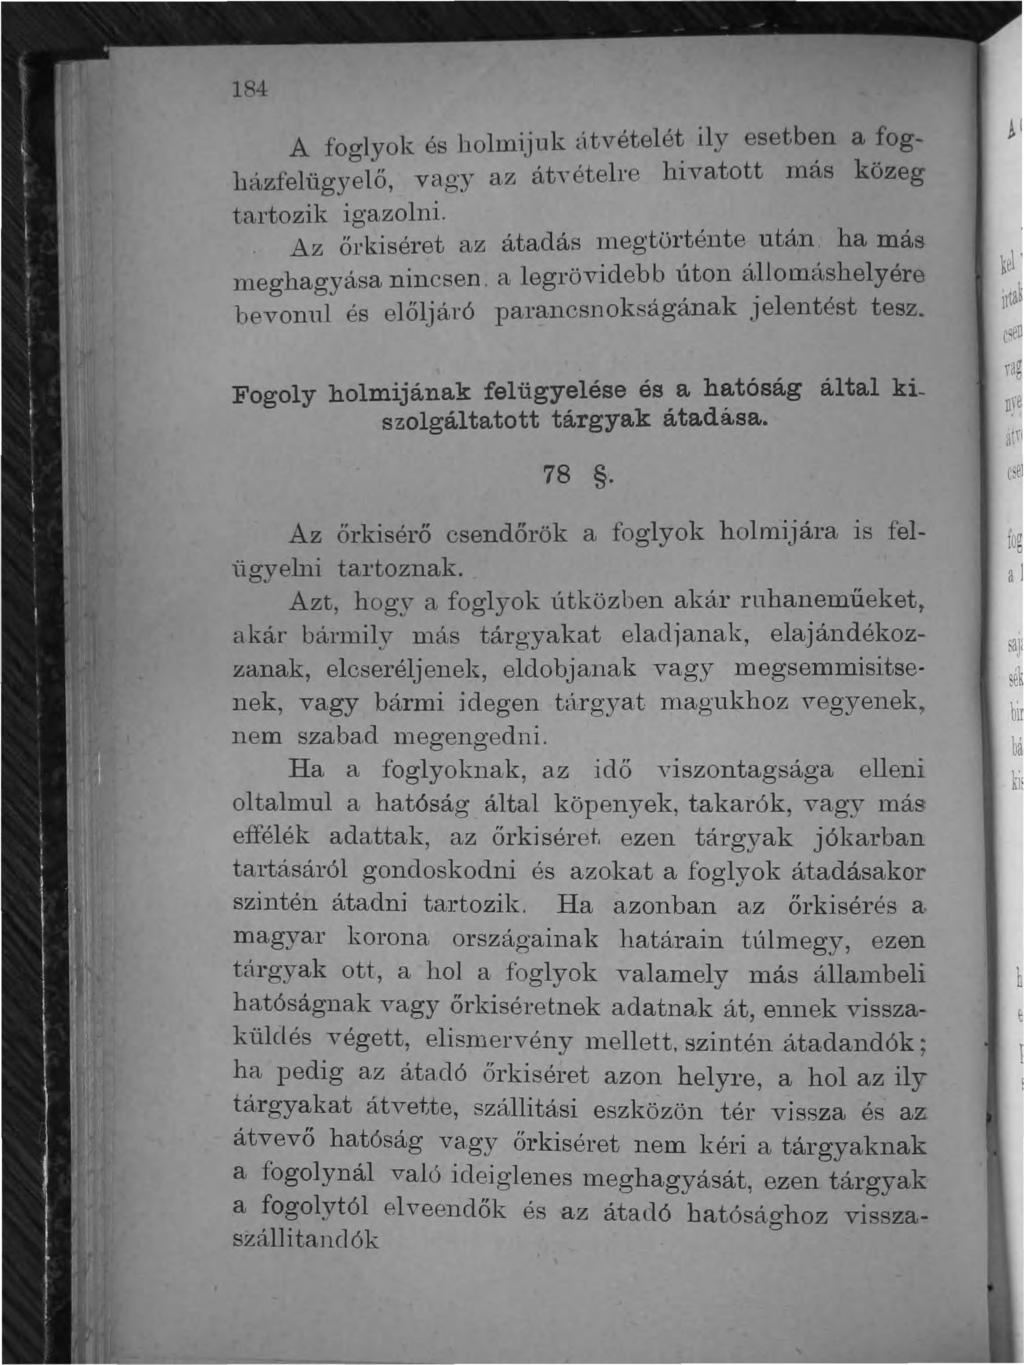 184
A foglyok és holmijuk átvételét ily esetben a fog-
házfelügyelő, vagy az átvételre hivatott más közeg
tartozik igazolni.
Az őrkiséret az átadás megtörténte után, ha más
meghagyása nincsen, a legrövidebb úton állomáshelyére
bevonul és előljáró parancsnokságának jelentést tesz.
Fogoly holmijának felügyelése és a hatóság által ki-
szolgáltatott tárgyak átadása.
78 §.
Az őrkisérő csendőrök a foglyok holmijára is fel-
ügyelni tartoznak.
Azt, hogy a foglyok útközben akár ruhaneműeket,
akár bármily más tárgyakat eladjanak, elajándékoz-
zanak, elcseréljenek, eldobjanak vagy megsemmisitse-
nek, vagy bármi idegen tárgyat magukhoz vegyenek,
nem szabad megengedni.
Ha a foglyoknak, az idő viszontagsága elleni
oltalmul a hatóság által köpenyek, takarók, vagy más
effélék adattak, az őrkiséret ezen tárgyak jókarban
tartásáról gondoskodni és azokat a foglyok átadásakor
szintén átadni tartozik. Ha azonban az őrkisérés a
magyar korona országainak határain túlmegy, ezen
tárgyak ott, a hol a foglyok valamely más állambeli
hatóságnak vagy őrkiséretnek adatnak át, ennek vissza-
küldés végett, elismervény mellett, szintén átadandók;
ha pedig az átadó őrkiséret azon helyre, a hol az ily
tárgyakat átvette, szállitási eszközön tér vissza és az
átvevő hatóság vagy őrkiséret nem kéri a tárgyaknak
a fogolynál való ideiglenes meghagyását, ezen tárgyak
a fogolytól elveendők és az átadó hatósághoz vissza-
szállitandók